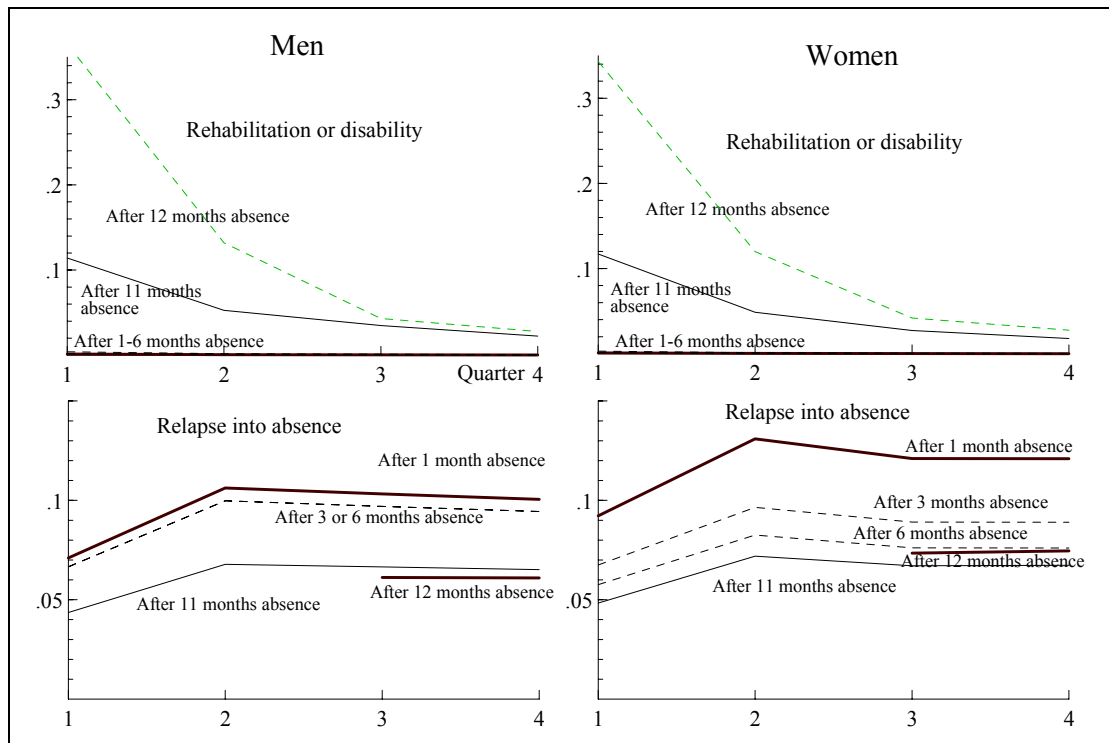 Men
.3
Rehabilitation or disability
.2
After 12 months absence
.1
After 11 months
absence
After 1-6 months absence
1
2
3
Quarter 4
Women
.3
Rehabilitation or disability
.2
After 12 months absence
.1
After 11 months
absence
After 1-6 months absence
1
2
3
4
Relapse into absence
After 1 month absence
.1
After 3 or 6 months absence
.05
After 11 months absence
After 12 months absence
1
2
3
4
Relapse into absence
After 1 month absence
.1
After 3 months absence
After 6 months absence
After 12 months absence
.05
After 11 months absence
1
2
3
4